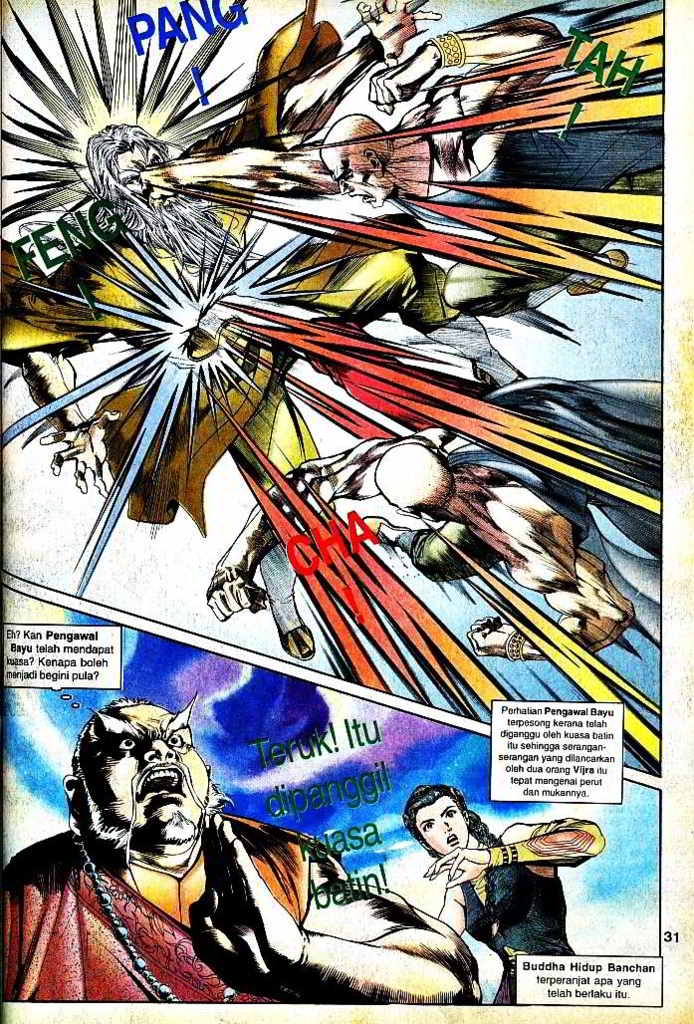 PANG
!
TAH
!
FENG
!
CHA
!
Eh? Kan Pengawal
Bayu telah mendapat
kuasa? Kenapa boleh
menjadi begini pula?
Perhatian Pengawal Bayu
terpesong kerana telah
diganggu oleh kuasa batin
itu sehingga serangan-
serangan yang dilancarkan
oleh dua orang Vijra itu
tepat mengenai perut
dan mukannya.
Teruk! Itu
dipanggil
kuasa
batin!
31
Buddha Hidup Banchan
terperanjat apa yang
telah berlaku itu.